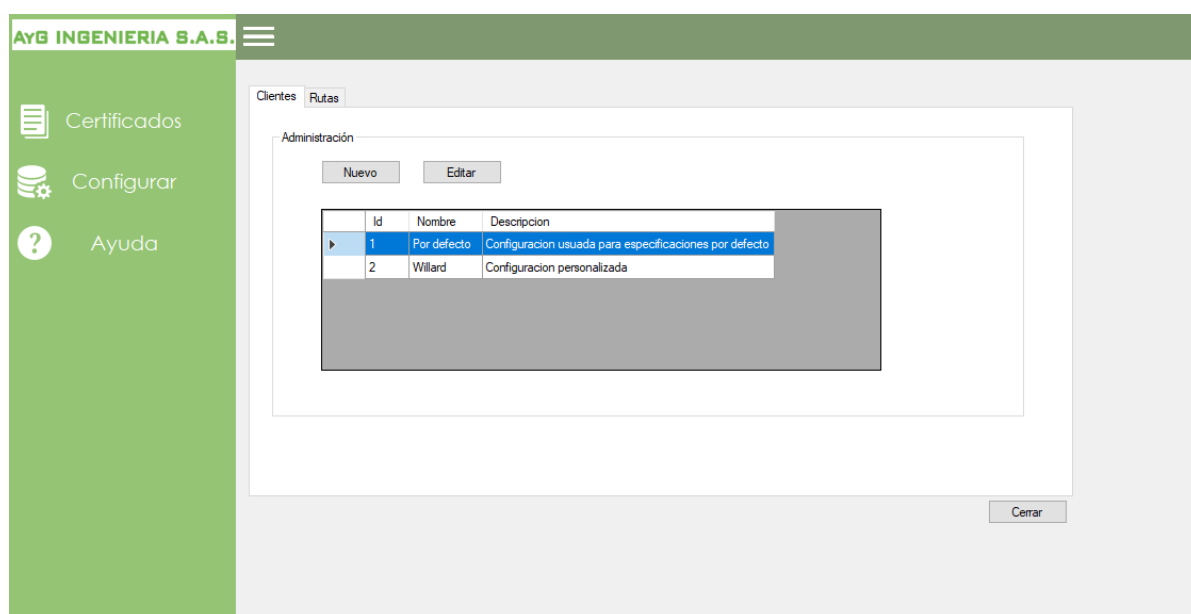 AYG INGENIERIA S.A.S.
Clientes Rutas
Certificados
Administración
Nuevo Editar
Configurar
Id Nombre Descripcion
Ayuda
1 Por defecto Configuracion usuada para especificaciones por defecto
2 Willard Configuracion personalizada
Cerrar